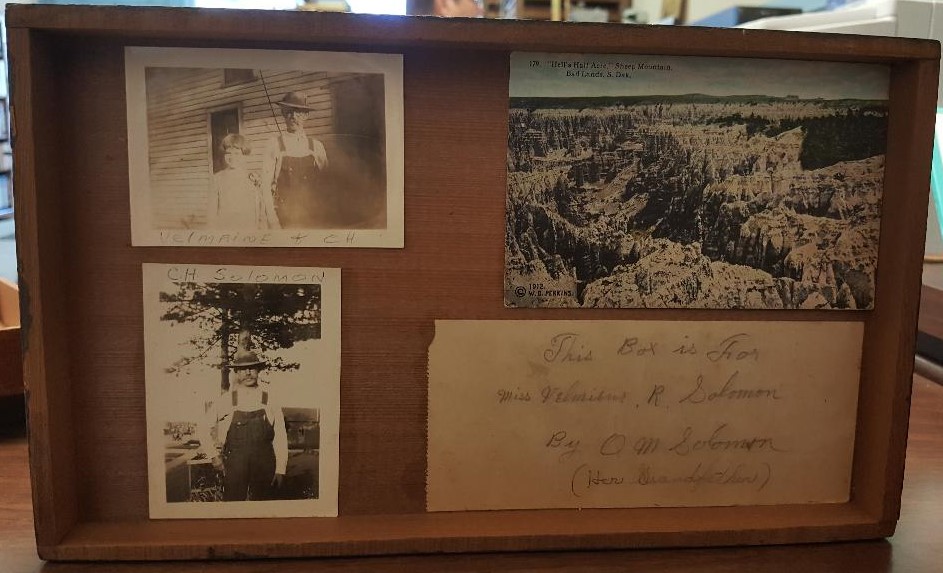 VELMAINE & CH
179. "Hell's Half Acre," Sheep Mountain,
Bad Lands, S. Dak.
© 1912.
W. D. PERKINS.
CH SOLOMON
This Box is For
Miss R. Solomon
By O M Solomon
(Her Grandfather)